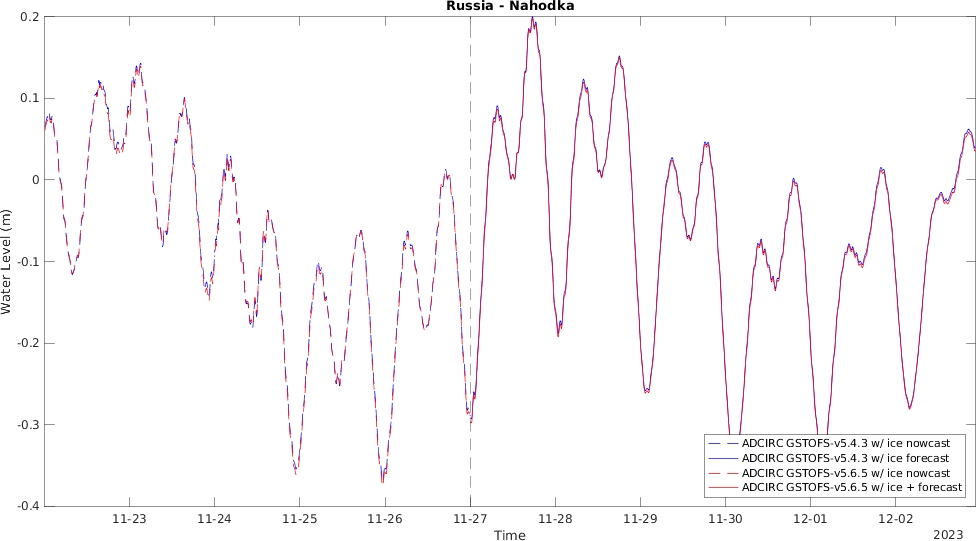 Russia - Nahodka
Water Level (m)
0.2
0.1
0
-0.1
-0.2
-0.3
-0.4
11-23
11-24
11-25
11-26
11-27
11-28
11-29
11-30
12-01
12-02
Time
2023
ADCIRC GSTOFS-v5.4.3 w/ ice nowcast
ADCIRC GSTOFS-v5.4.3 w/ ice forecast
ADCIRC GSTOFS-v5.6.5 w/ ice nowcast
ADCIRC GSTOFS-v5.6.5 w/ ice + forecast